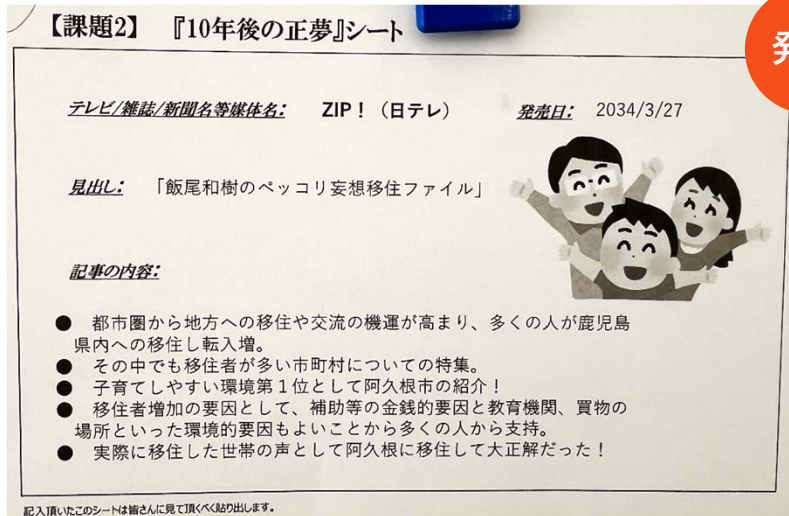 【課題2】 『10年後の正夢』シート
テレビ/雑誌/新聞名等媒体名： ZIP！（日テレ） 発売日： 2034/3/27
見出し： 「飯尾和樹のペッコリ妄想移住ファイル」
記事の内容：
● 都市圏から地方への移住や交流の機運が高まり、多くの人が鹿児島
県内への移住し転入増。
● その中でも移住者が多い市町村についての特集。
● 子育てしやすい環境第１位として阿久根市の紹介！
● 移住者増加の要因として、補助等の金銭的要因と教育機関、買物の
場所といった環境的要因もよいことから多くの人から支持。
● 実際に移住した世帯の声として阿久根に移住して大正解だった！
記入頂いたこのシートは皆さんに見て頂くべく貼り出します。